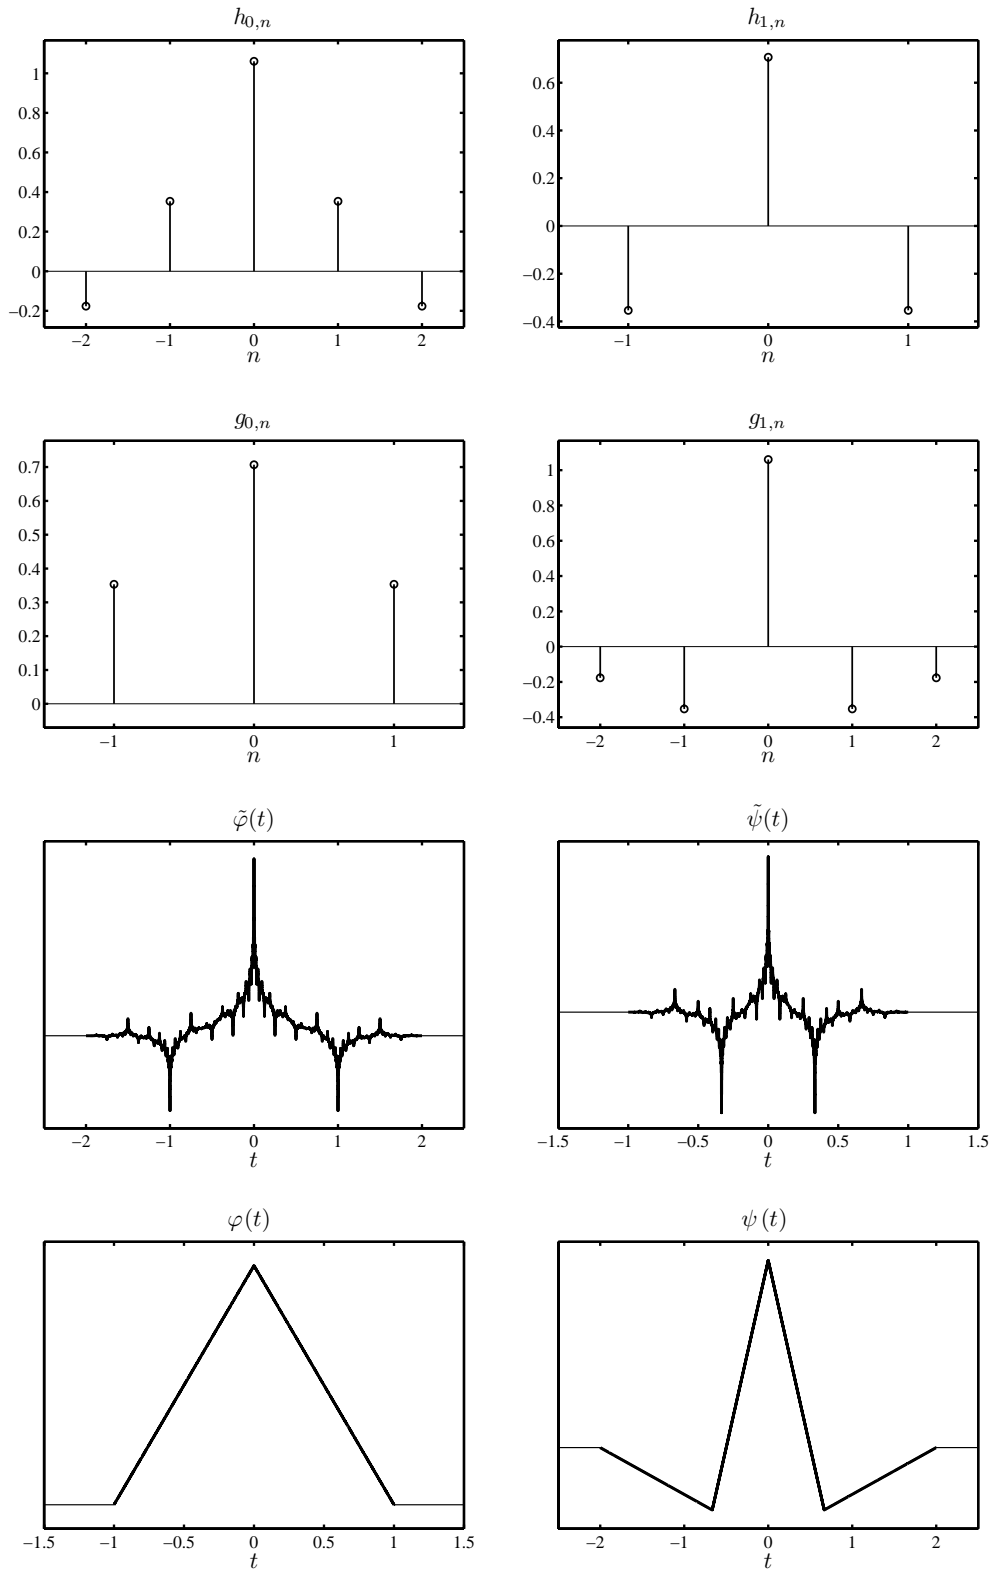 h_{0,n}
1
0.8
0.6
0.4
0.2
0
−0.2
−2 −1 0 1 2
n
h_{1,n}
0.6
0.4
0.2
0
−0.2
−0.4
−1 0 1
n
g_{0,n}
0.7
0.6
0.5
0.4
0.3
0.2
0.1
0
−1 0 1
n
g_{1,n}
1
0.8
0.6
0.4
0.2
0
−0.2
−0.4
−2 −1 0 1 2
n
φ̃(t)
−2 −1 0 1 2
t
ψ̃(t)
−1.5 −1 −0.5 0 0.5 1 1.5
t
φ(t)
−1.5 −1 −0.5 0 0.5 1 1.5
t
ψ(t)
−2 −1 0 1 2
t